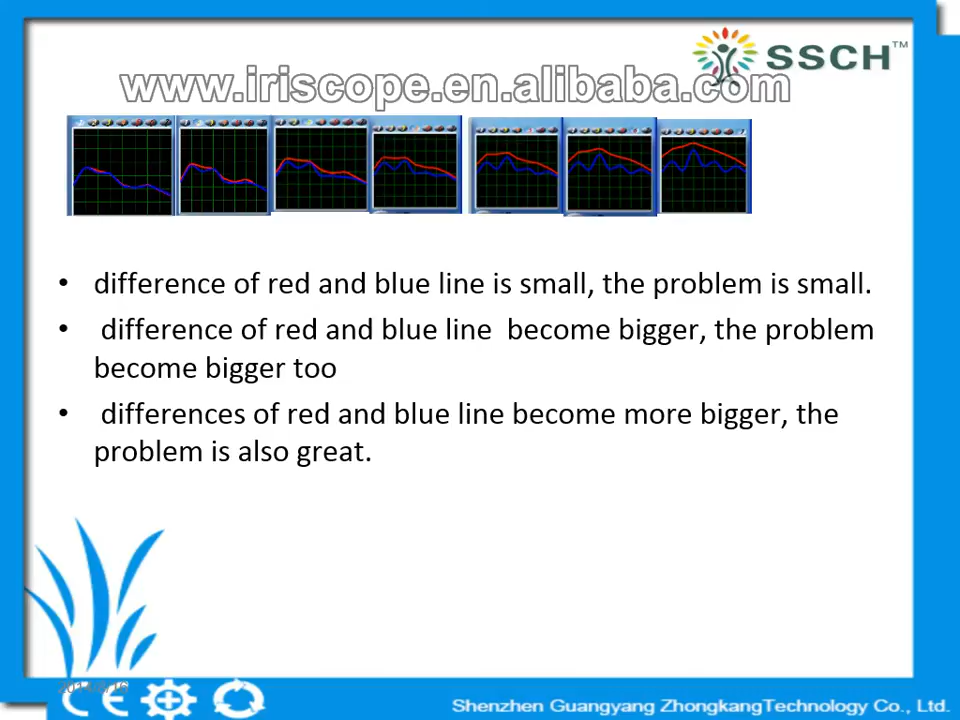 SSCH™
www.iriscope.en.alibaba.com
• difference of red and blue line is small, the problem is small.
• difference of red and blue line become bigger, the problem
become bigger too
• differences of red and blue line become more bigger, the
problem is also great.
CE
Shenzhen Guangyang ZhongkangTechnology Co., Ltd.